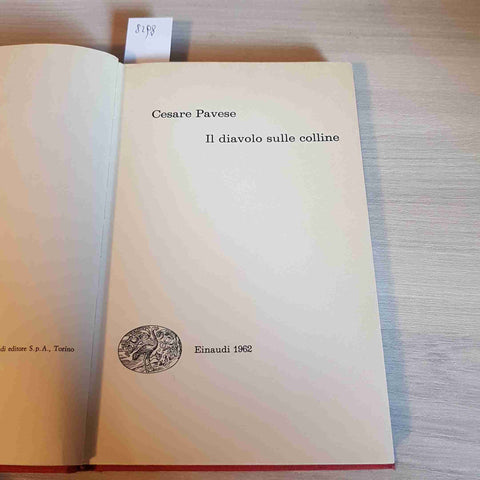 8298
Cesare Pavese
Il diavolo sulle colline
di editore S.p.A., Torino
Einaudi 1962